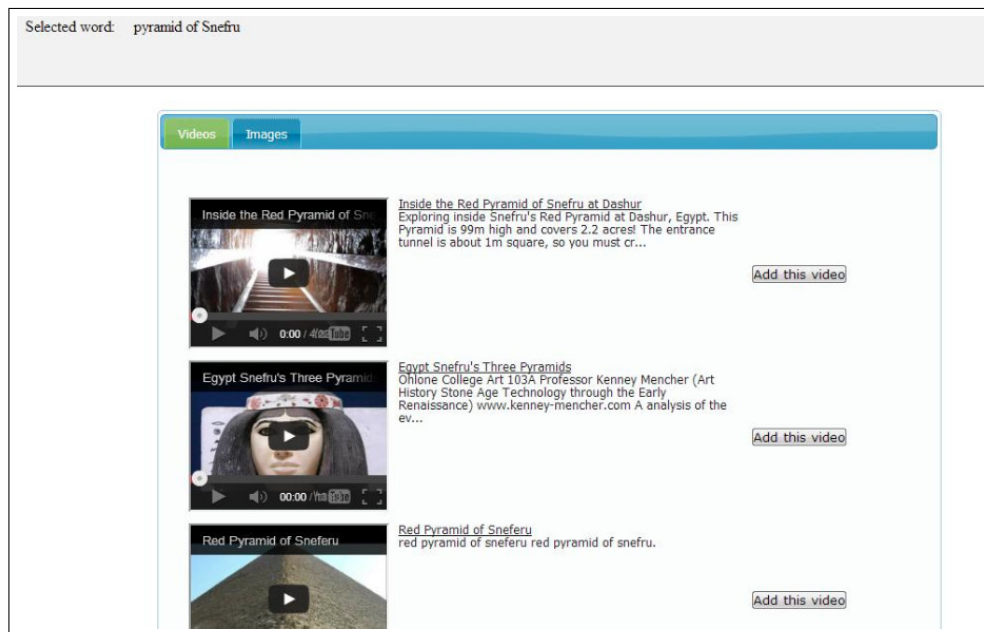 Selected word: pyramid of Snefru
Videos Images
Inside the Red Pyramid of
Inside the Red Pyramid of Snefru at Dashur
Exploring inside Snefru's Red Pyramid at Dashur, Egypt. This
Pyramid is 99m high and covers 2.2 acres! The entrance
tunnel is about 1m square, so you must cr...
Add this video
0:00 /
Egypt Snefru's Three Pyramid
Egypt Snefru's Three Pyramids
Ohlone College Art 103A Professor Kenney Mencher (Art
History Stone Age Technology through the Early
Renaissance) www.kenney-mencher.com A analysis of the
ev...
Add this video
00:00 /
Red Pyramid of Sneferu
Red Pyramid of Sneferu
red pyramid of sneferu red pyramid of snefru.
Add this video